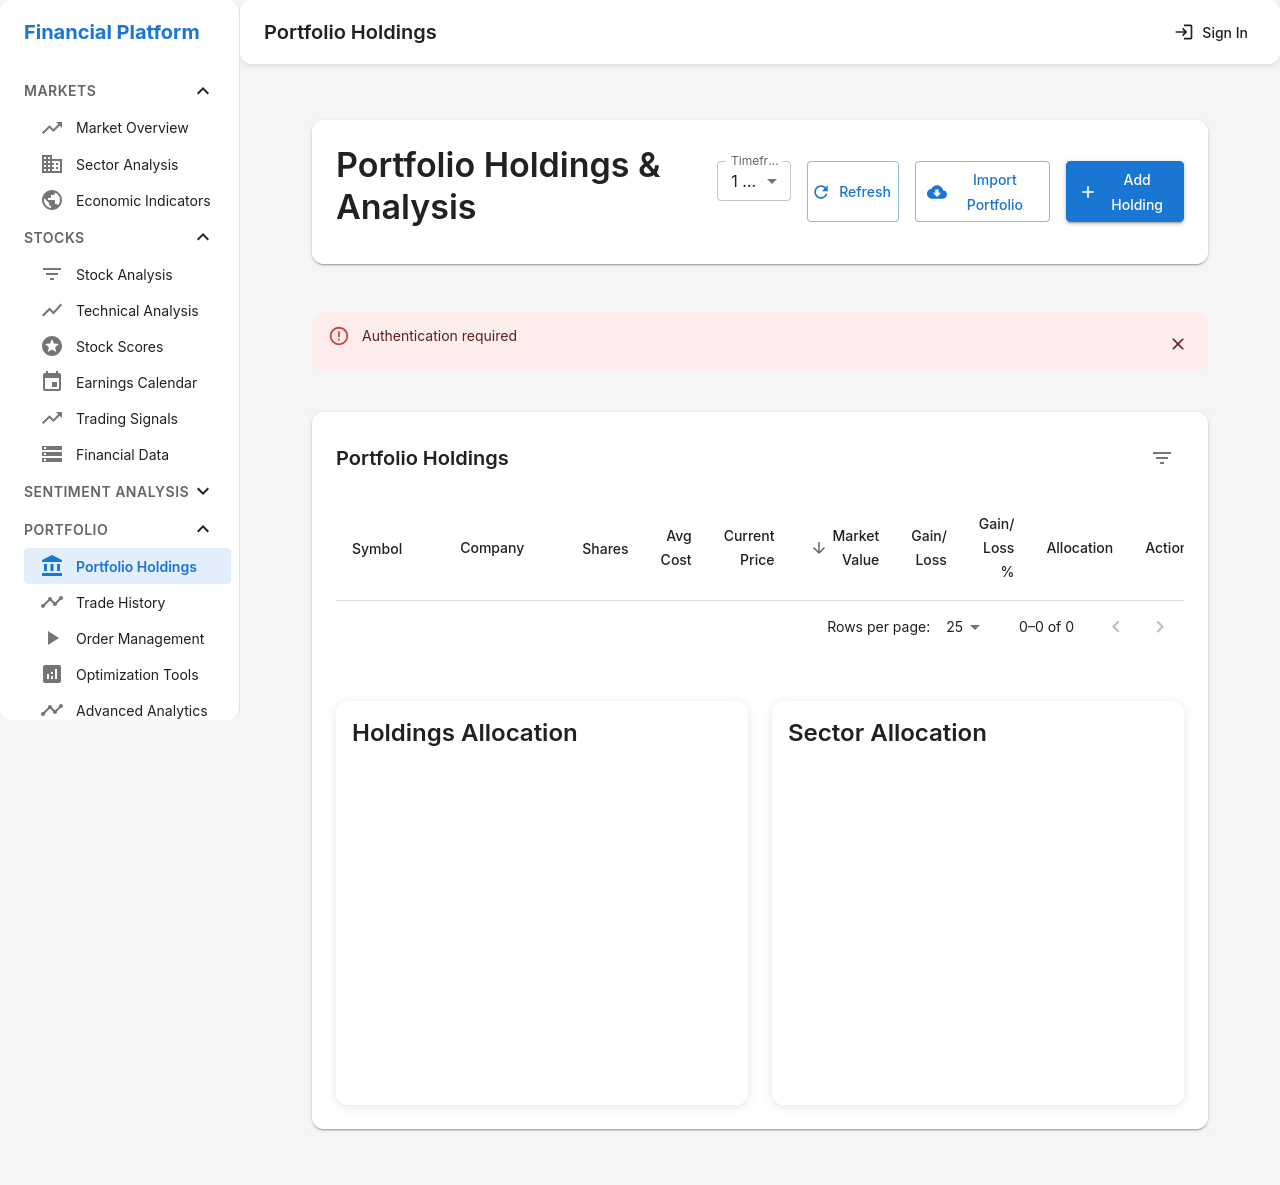 Financial Platform
Portfolio Holdings
Sign In
MARKETS
Market Overview
Sector Analysis
Economic Indicators
STOCKS
Stock Analysis
Technical Analysis
Stock Scores
Earnings Calendar
Trading Signals
Financial Data
SENTIMENT ANALYSIS
PORTFOLIO
Portfolio Holdings
Trade History
Order Management
Optimization Tools
Advanced Analytics
Portfolio Holdings &
Analysis
Timefr...
1 ...
Refresh
Import
Portfolio
Add
Holding
Authentication required
Portfolio Holdings
Symbol
Company
Shares
Avg
Cost
Current
Price
Market
Value
Gain/
Loss
Gain/
Loss
%
Allocation
Action
Rows per page:
25
0–0 of 0
Holdings Allocation
Sector Allocation